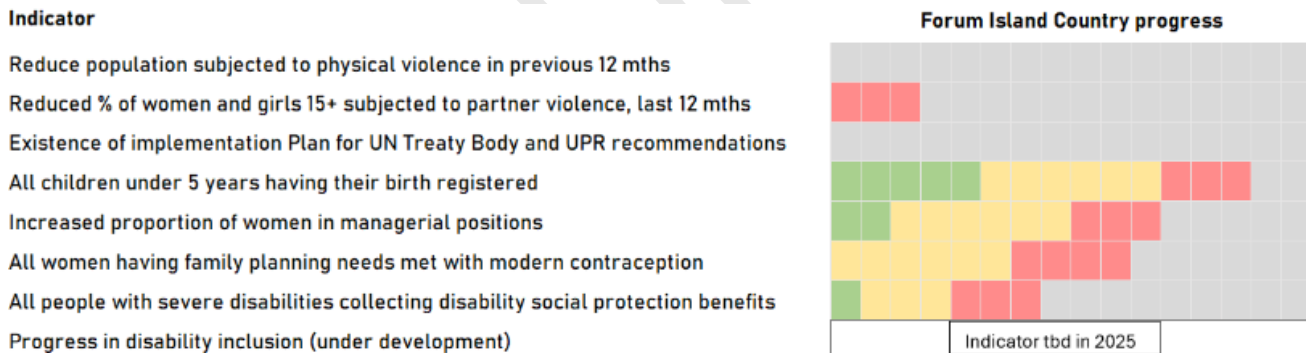 Indicator
Forum Island Country progress
Reduce population subjected to physical violence in previous 12 mths
Reduced % of women and girls 15+ subjected to partner violence, last 12 mths
Existence of implementation Plan for UN Treaty Body and UPR recommendations
All children under 5 years having their birth registered
Increased proportion of women in managerial positions
All women having family planning needs met with modern contraception
All people with severe disabilities collecting disability social protection benefits
Progress in disability inclusion (under development)
Indicator tbd in 2025